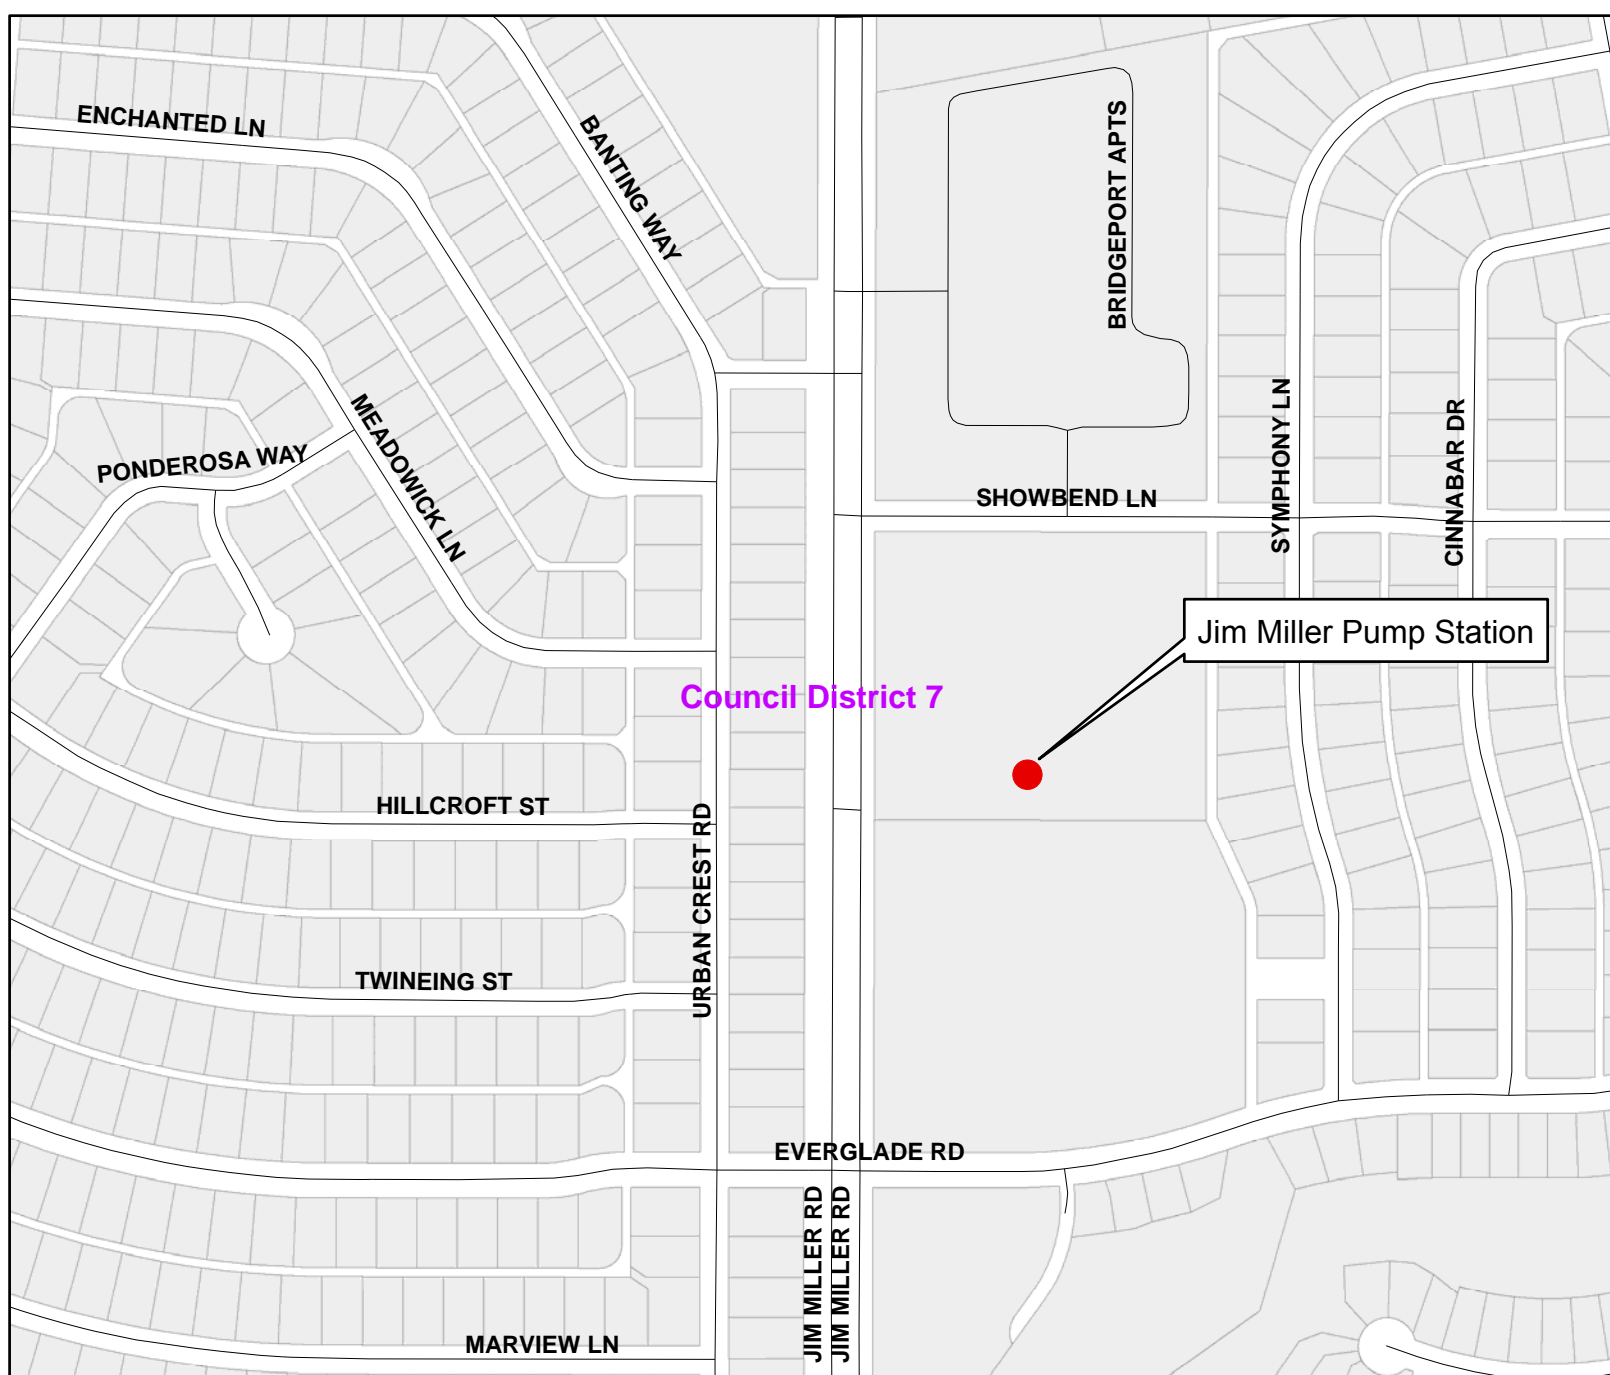 ENCHANTED LN
BANTING WAY
BRIDGEPORT APTS
MEADOWICK LN
SYMPHONY LN
CINNABAR DR
PONDEROSA WAY
SHOWBEND LN
Jim Miller Pump Station
Council District 7
HILLCROFT ST
URBAN CREST RD
TWINEING ST
EVERGLADE RD
JIM MILLER RD
JIM MILLER RD
MARVIEW LN